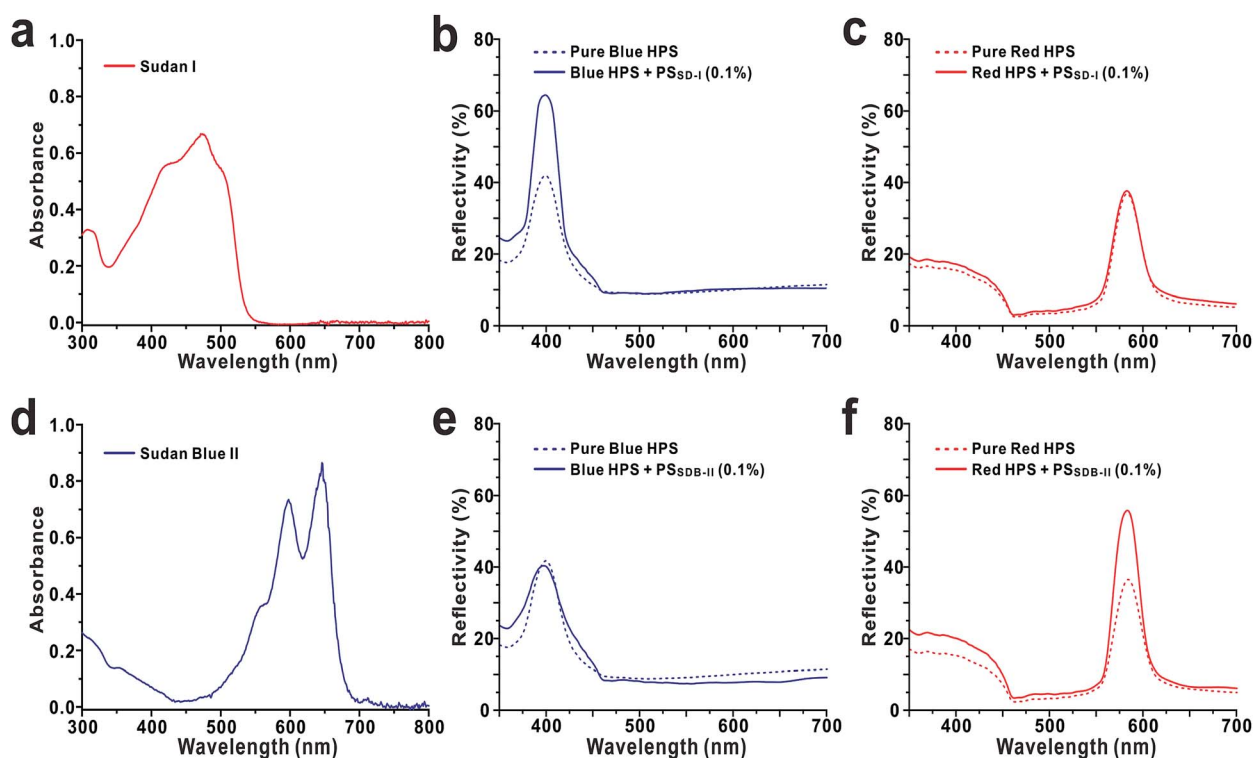 a
1.0
0.8
0.6
0.4
0.2
0.0
Absorbance
Sudan I
300 400 500 600 700 800
Wavelength (nm)
b
80
60
40
20
0
Reflectivity (%)
Pure Blue HPS
Blue HPS + PSSD-I (0.1%)
400 500 600 700
Wavelength (nm)
c
80
60
40
20
0
Reflectivity (%)
Pure Red HPS
Red HPS + PSSD-I (0.1%)
400 500 600 700
Wavelength (nm)
d
1.0
0.8
0.6
0.4
0.2
0.0
Absorbance
Sudan Blue II
300 400 500 600 700 800
Wavelength (nm)
e
80
60
40
20
0
Reflectivity (%)
Pure Blue HPS
Blue HPS + PSSDB-II (0.1%)
400 500 600 700
Wavelength (nm)
f
80
60
40
20
0
Reflectivity (%)
Pure Red HPS
Red HPS + PSSDB-II (0.1%)
400 500 600 700
Wavelength (nm)